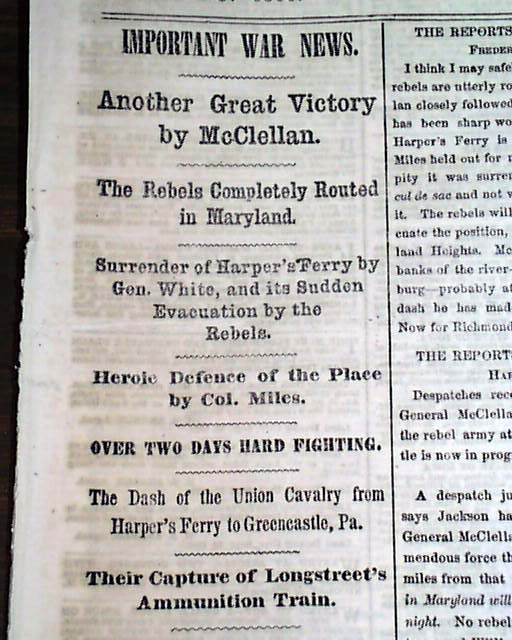 IMPORTANT WAR NEWS.
Another Great Victory
by McClellan.
The Rebels Completely Routed
in Maryland.
Surrender of Harper's Ferry by
Gen. White, and its Sudden
Evacuation by the
Rebels.
Heroic Defence of the Place
by Col. Miles.
OVER TWO DAYS HARD FIGHTING.
The Dash of the Union Cavalry from
Harper's Ferry to Greencastle, Pa.
Their Capture of Longstreet's
Ammunition Train.
THE REPORTS
I think I may safe
rebels are utterly ro
lan closely followed
has been sharp wo
Harper's Ferry is
Miles held out for
pity it was surren
cul de sac and not
it. The rebels will
cuate the position,
land Heights. Mc
banks of the river-
burg—probably at
dash he has mad
Now for Richmond
THE REPORT
Despatches rec
General McClella
the rebel army at
tle is now in prog
A despatch ju
says Jackson ha
General McClell
mendous force th
miles from that
in Maryland will
night. No rebel